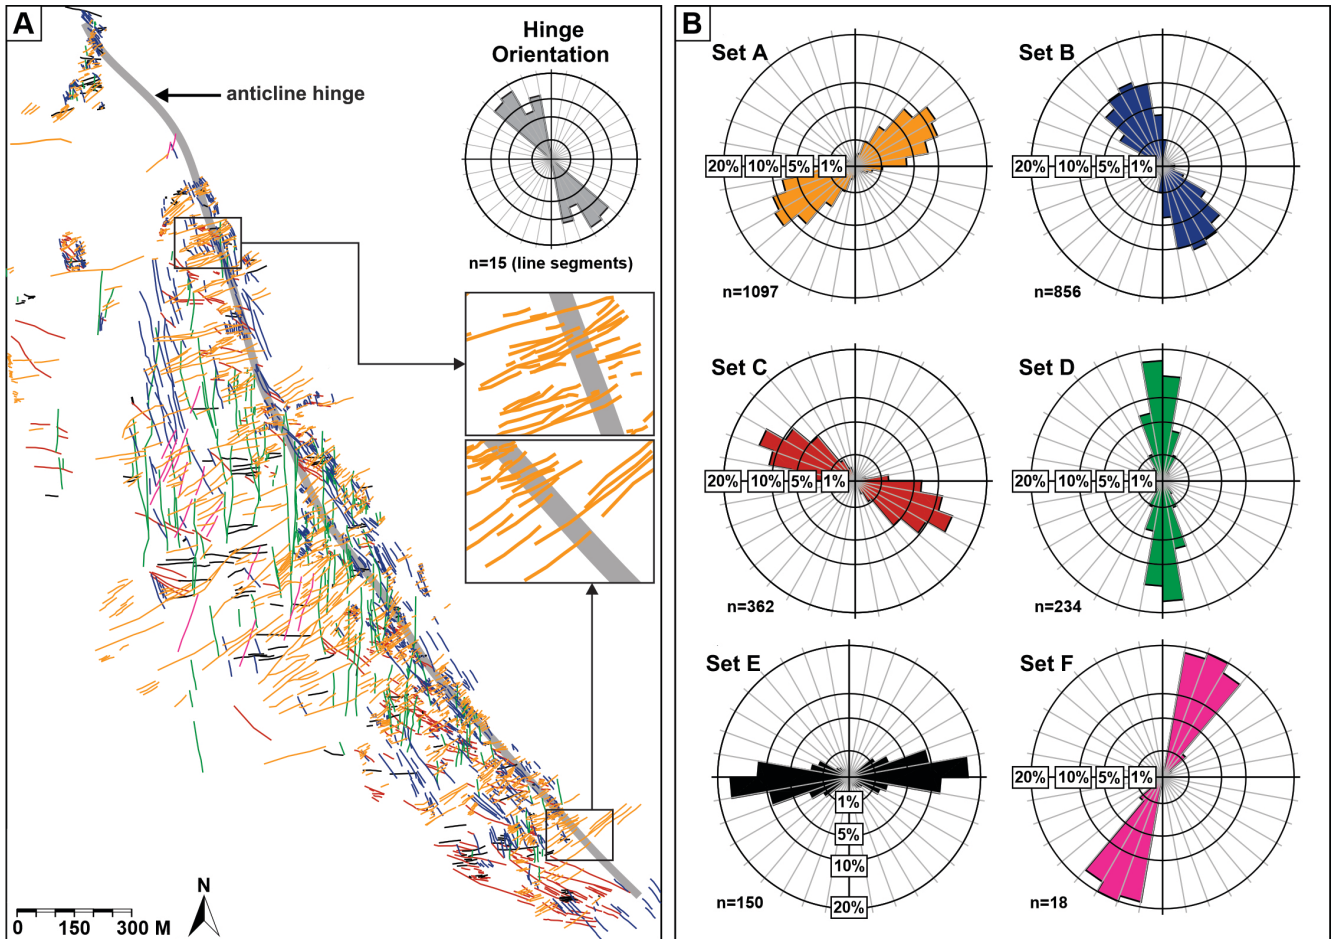 A
Hinge
Orientation
anticline hinge
n=15 (line segments)
N
0 150 300 M
B
Set A
20% 10% 5% 1%
n=1097
Set B
20% 10% 5% 1%
n=856
Set C
20% 10% 5% 1%
n=362
Set D
20% 10% 5% 1%
n=234
Set E
1%
5%
10%
20%
n=150
Set F
20% 10% 5% 1%
n=18